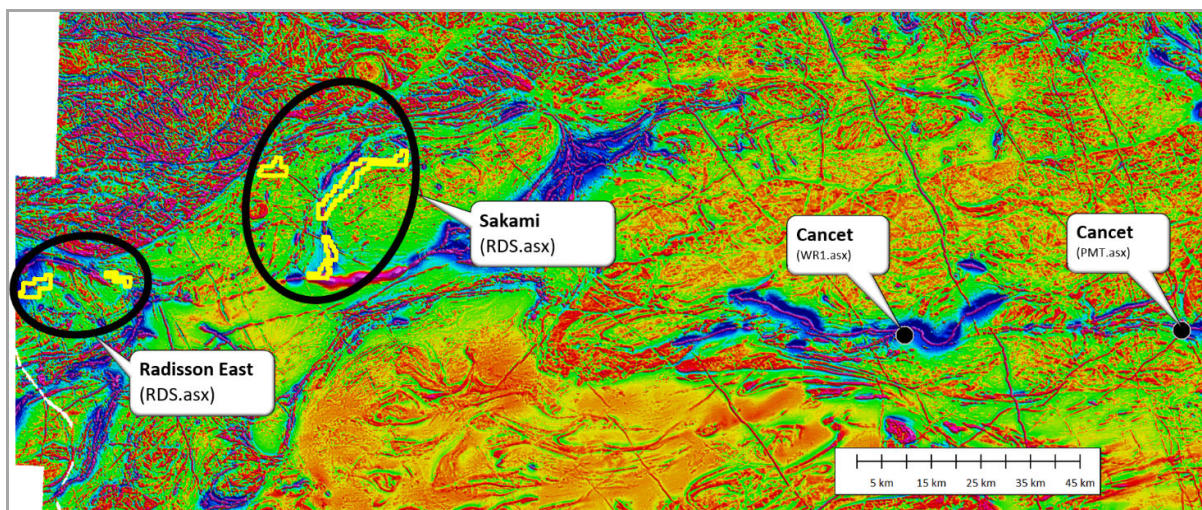 Sakami
(RDS.asx)
Cancet
(WR1.asx)
Cancet
(PMT.asx)
Radisson East
(RDS.asx)
5 km 15 km 25 km 35 km 45 km